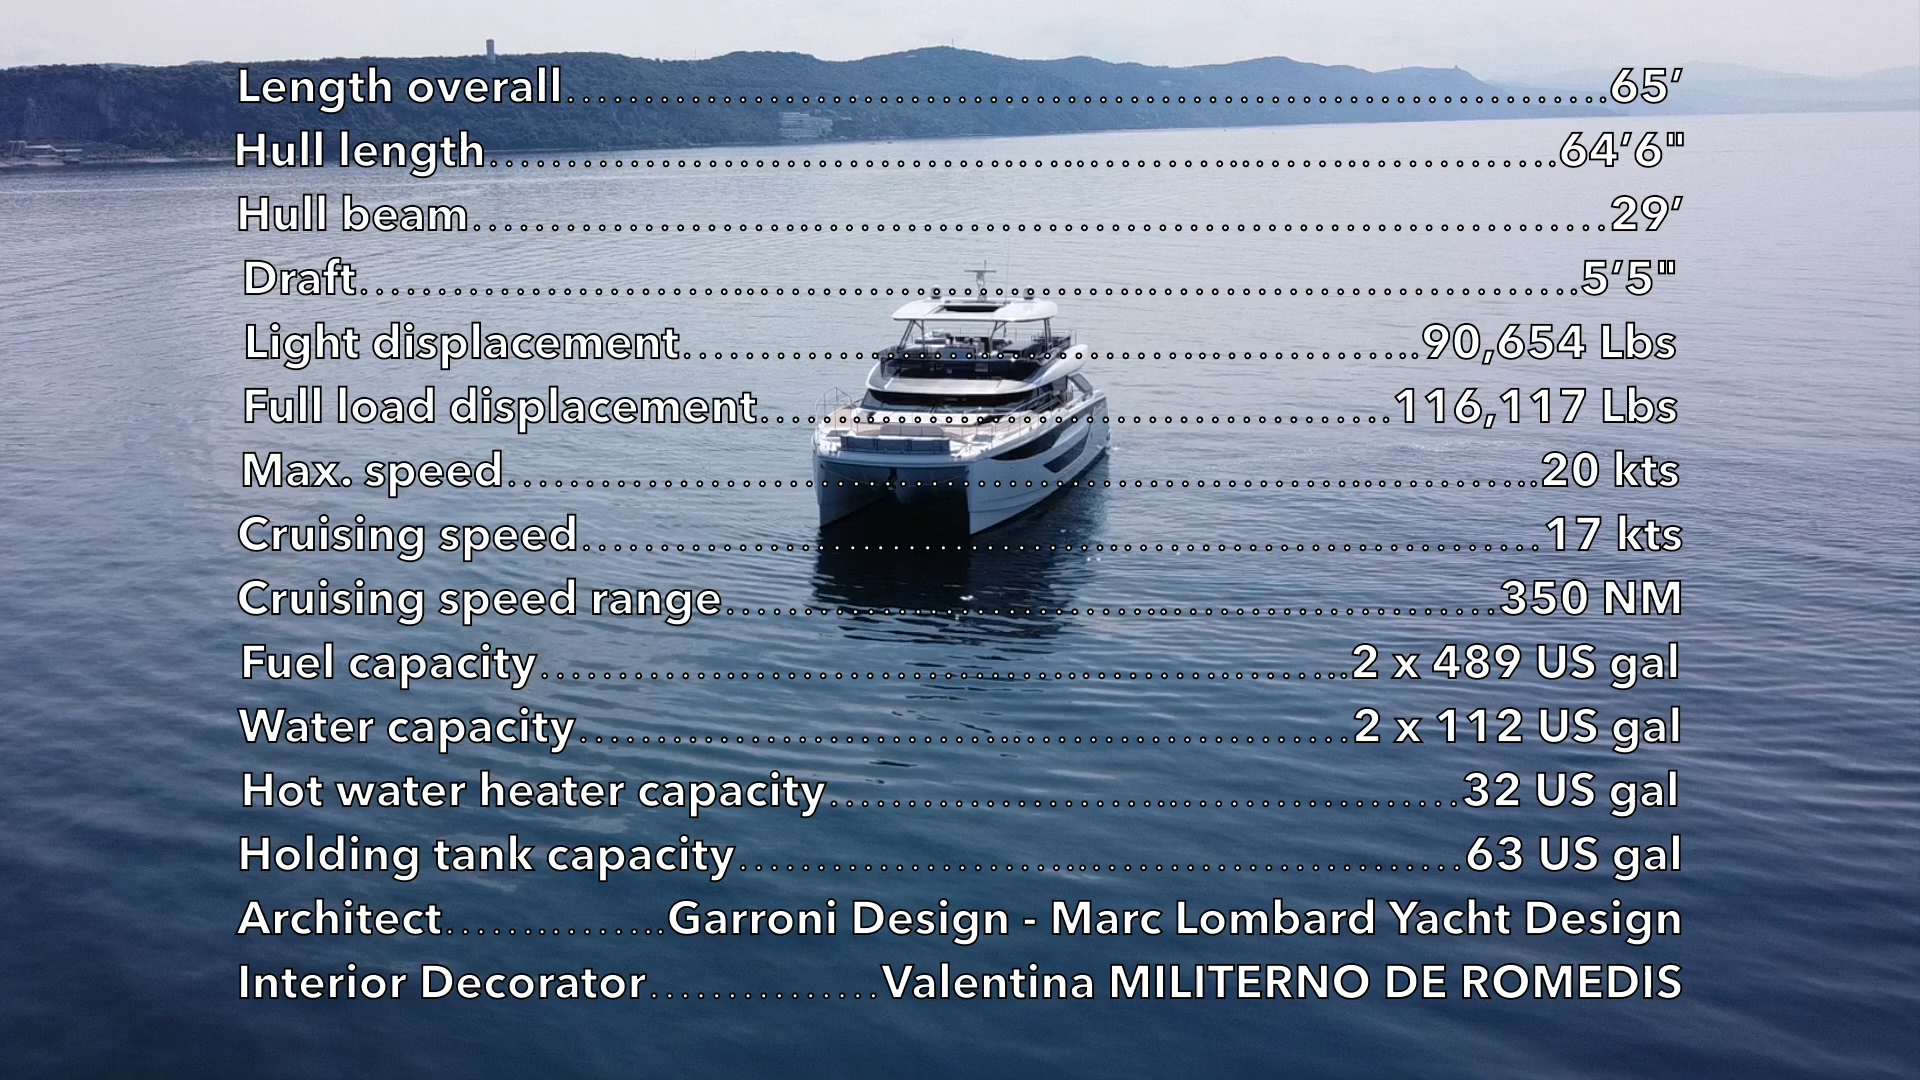 Length overall........................................................65’
Hull length........................................................64’6"
Hull beam........................................................29’
Draft........................................................5’5"
Light displacement........................................90,654 Lbs
Full load displacement................................116,117 Lbs
Max. speed..................................................20 kts
Cruising speed..............................................17 kts
Cruising speed range....................................350 NM
Fuel capacity........................................2 x 489 US gal
Water capacity......................................2 x 112 US gal
Hot water heater capacity..............................32 US gal
Holding tank capacity....................................63 US gal
Architect...............Garroni Design - Marc Lombard Yacht Design
Interior Decorator...............Valentina MILITERNO DE ROMEDIS